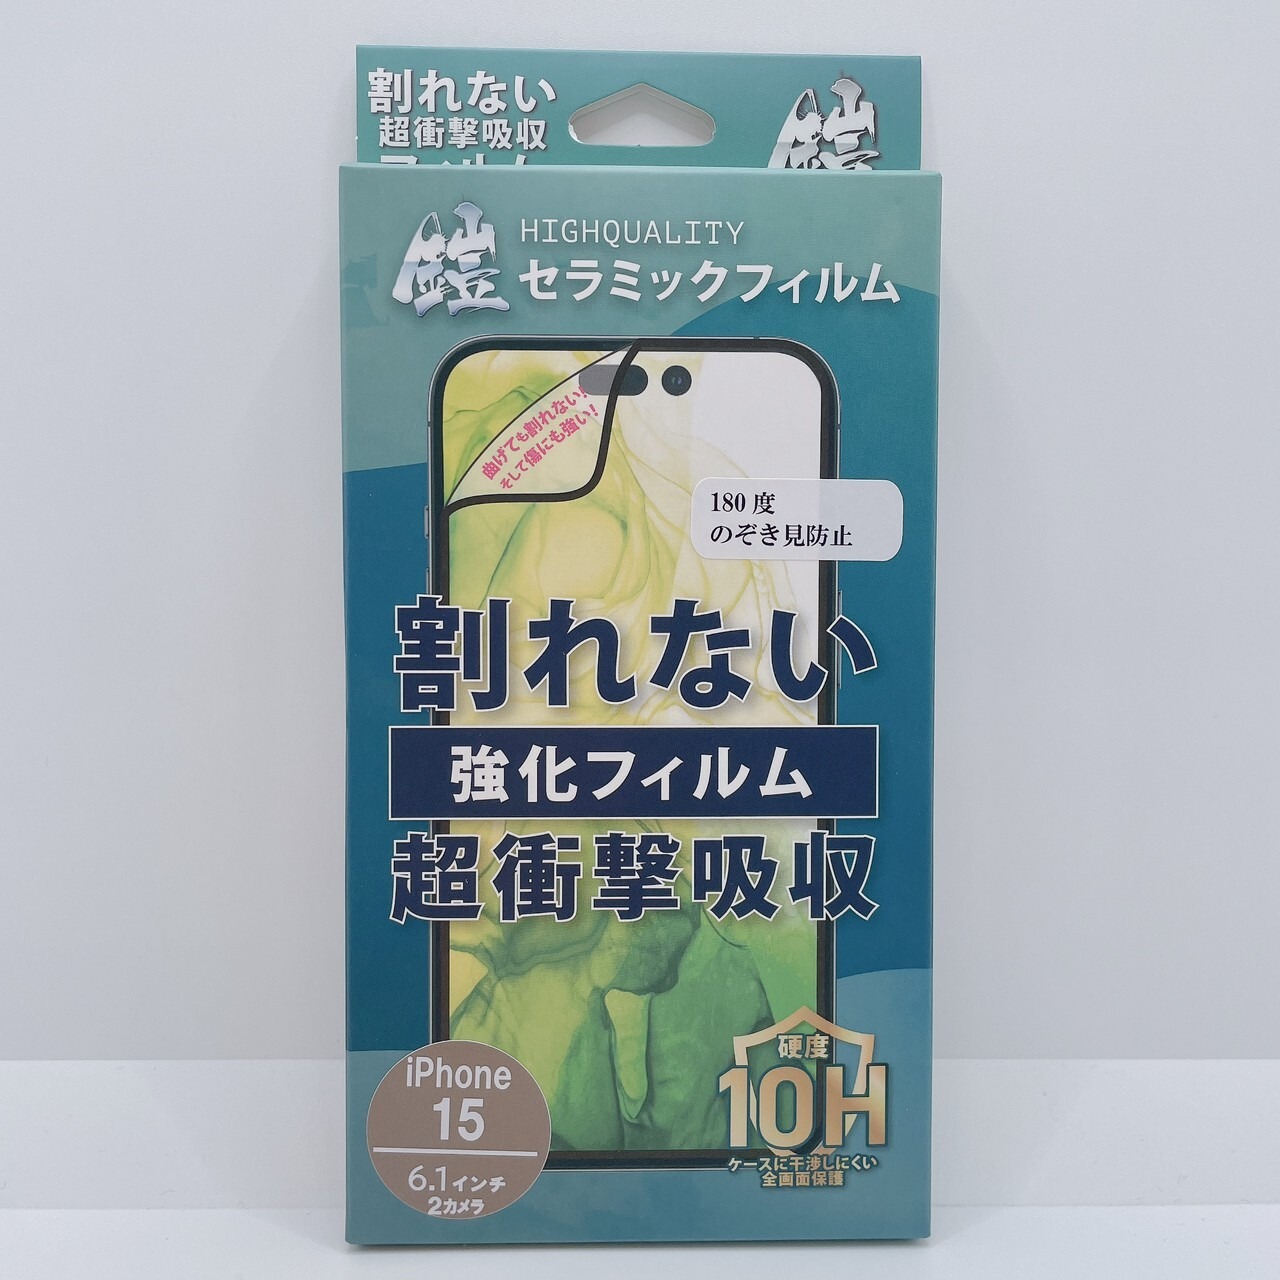 割れない
超衝撃吸収
フィルム
鎧
鎧
HIGHQUALITY
セラミックフィルム
曲げても割れない!
そして傷にも強い!
180度
のぞき見防止
割れない
強化フィルム
超衝撃吸収
iPhone
15
6.1インチ
2カメラ
硬度
10H
ケースに干渉しにくい
全画面保護